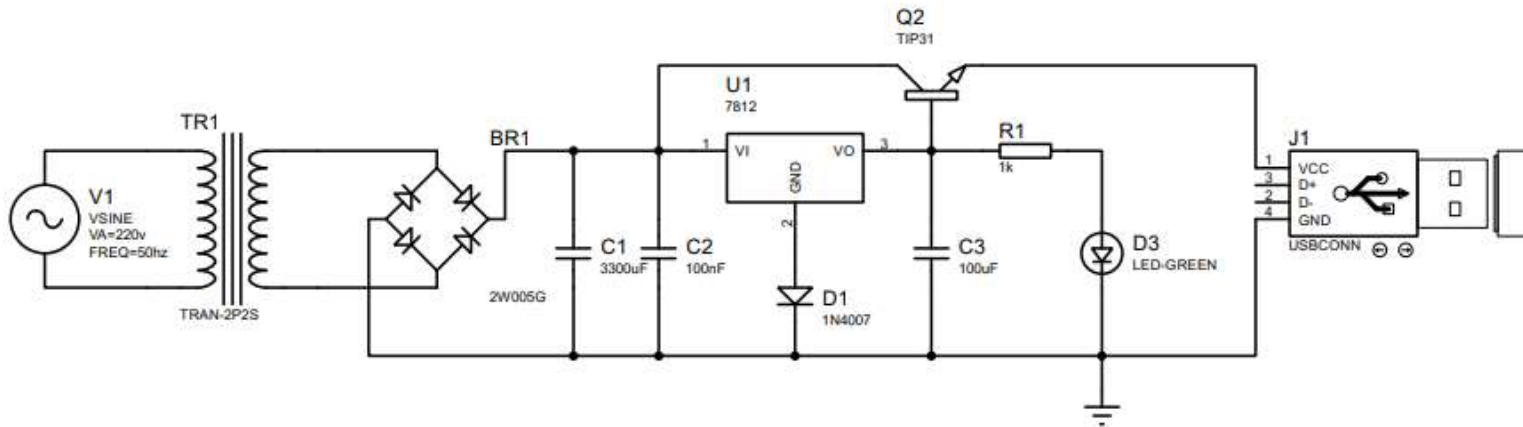 Q2
TIP31
U1
7812
TR1
BR1
R1
J1
1
VI
VO
3
1k
GND
2
V1
VSINE
VA=220v
FREQ=50hz
1
VCC
3
D+
2
D-
4
GND
USBCONN
C1
3300uF
C2
100nF
C3
100uF
D3
LED-GREEN
2W005G
D1
1N4007
TRAN-2P2S